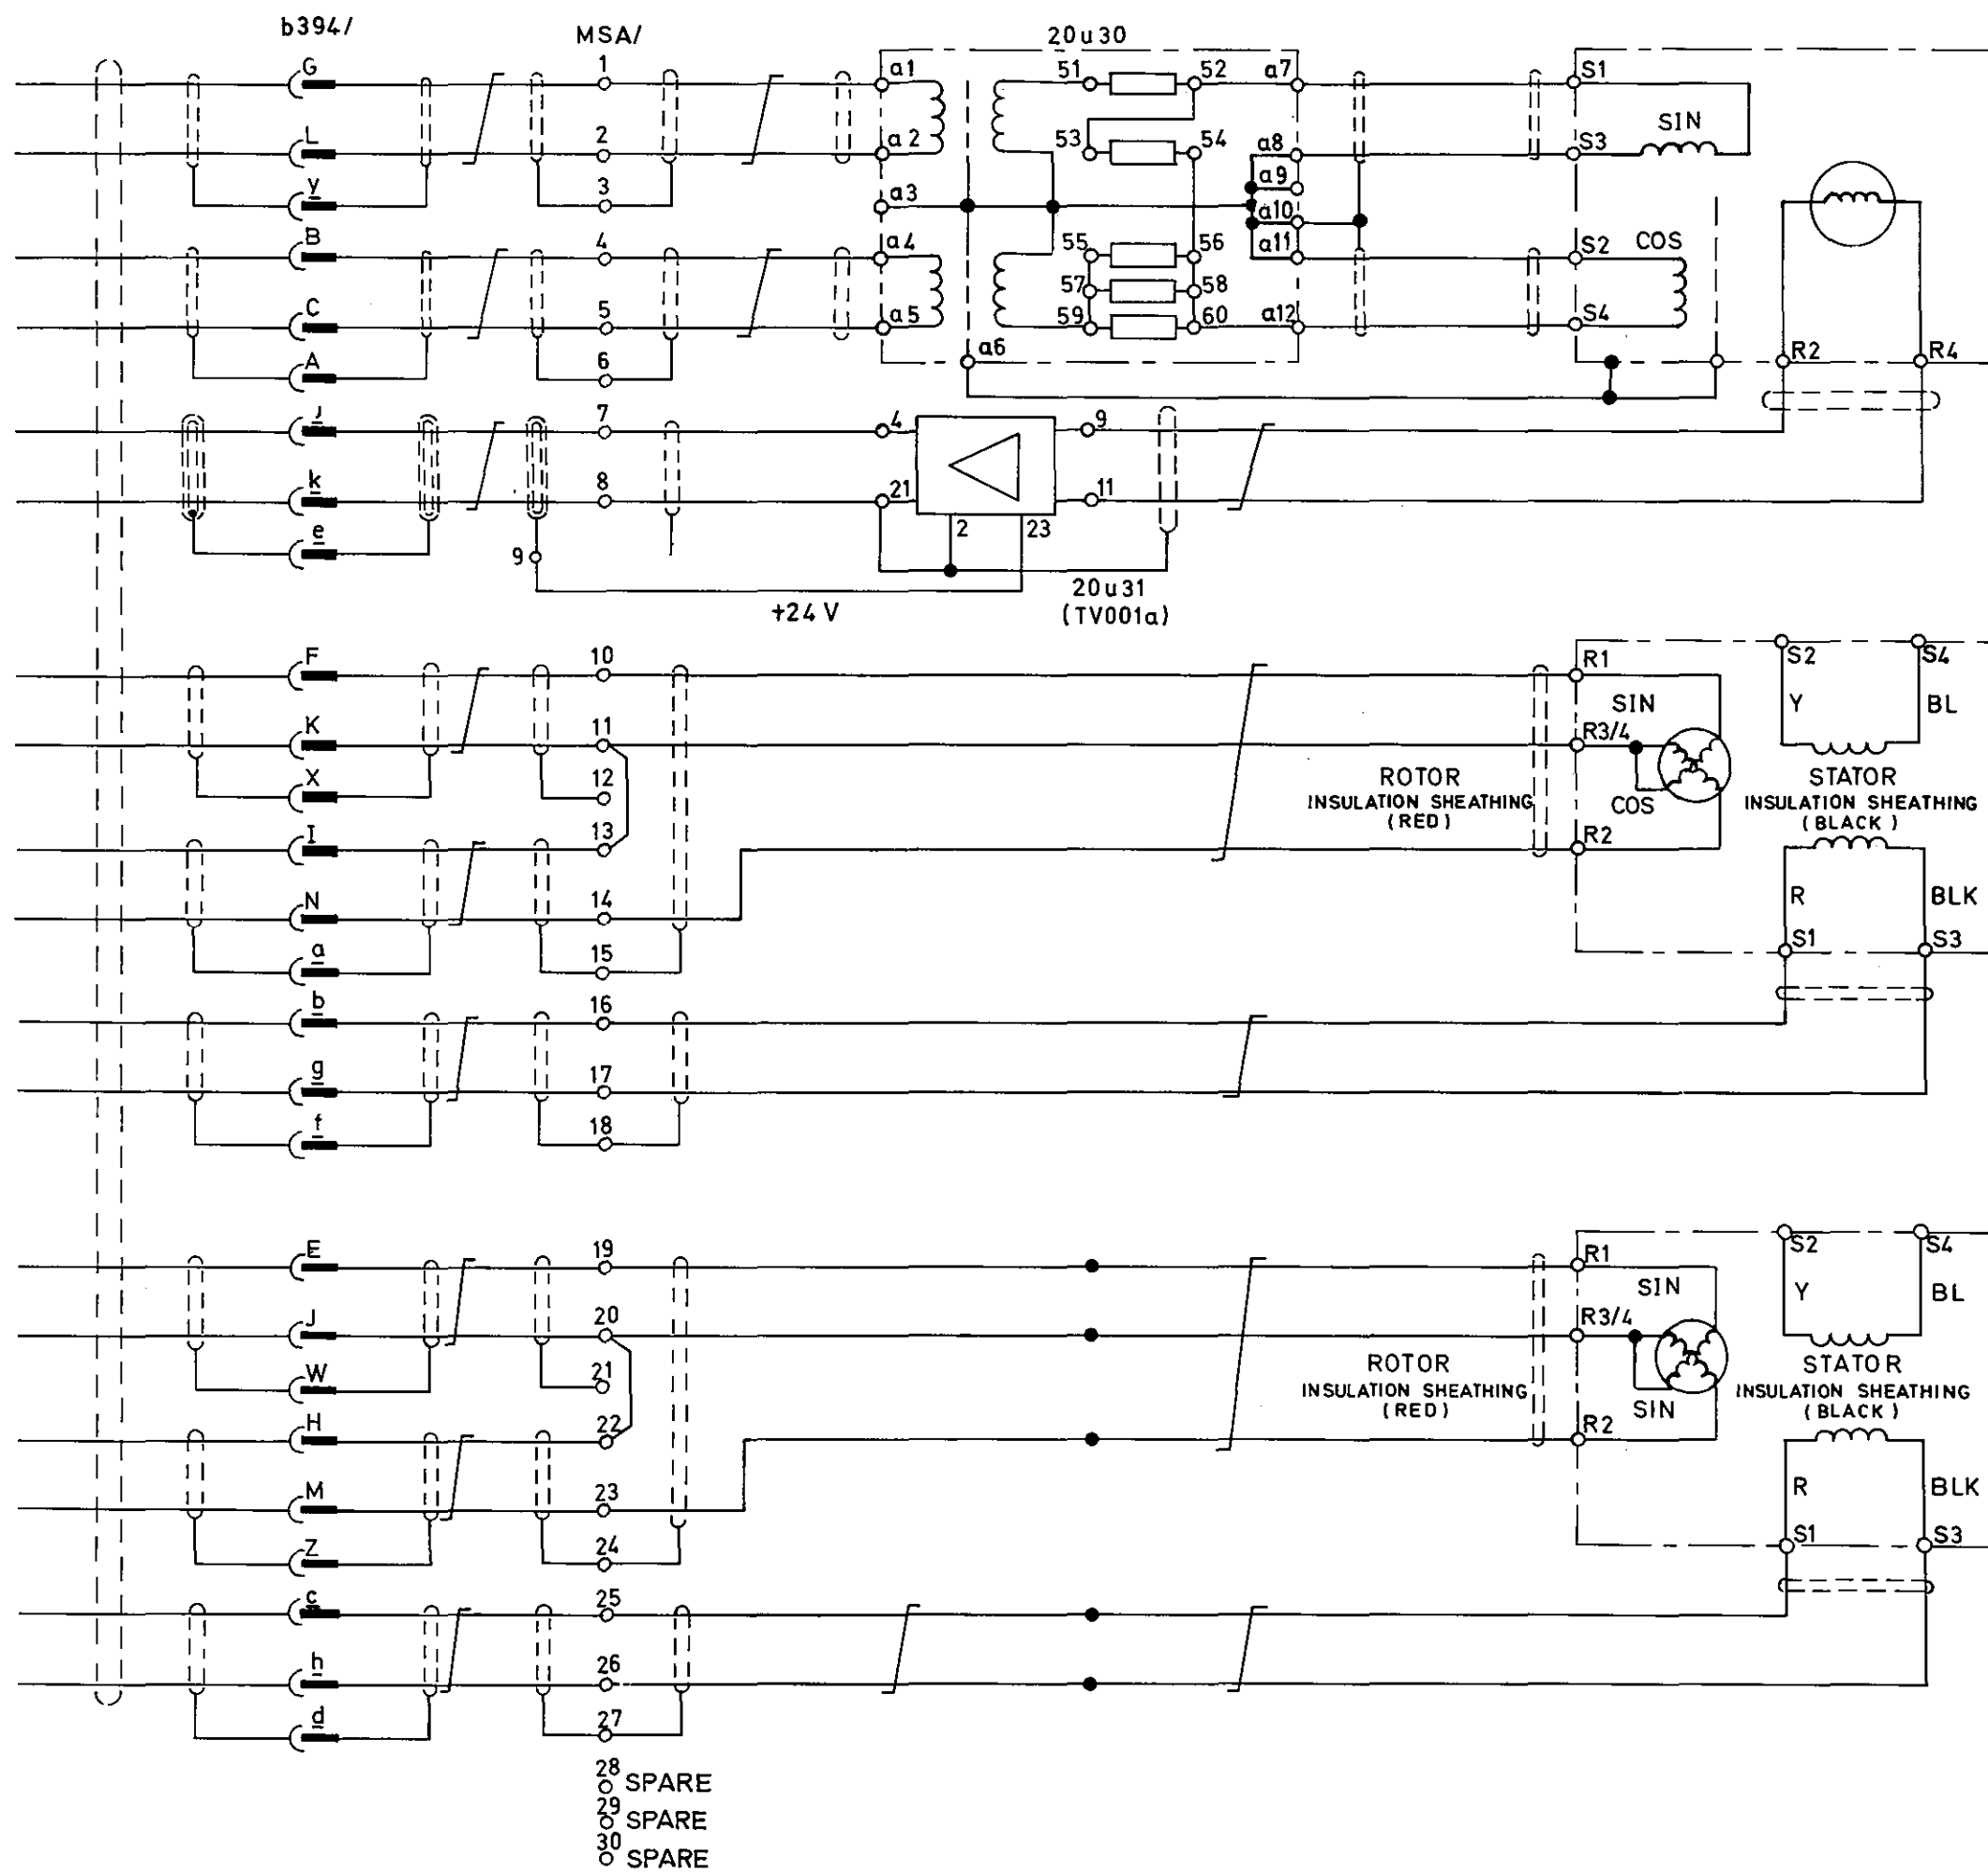 b394/ MSA/ 20u30
G 1 a1 51 52 a7 S1
L 2 a2 53 54 a8 S3 SIN
y 3 a3 a9
a10
B 4 a4 55 56 a11 S2 COS
57 58
C 5 a5 59 60 a12 S4
A 6 a6 R2 R4
j 7 4 9
k 8 21 11
e 9 2 23
+24V 20u31
(TV001a)
F 10 R1 S2 S4
SIN Y BL
K 11 R3/4
X 12 ROTOR COS STATOR
INSULATION SHEATHING INSULATION SHEATHING
(RED) (BLACK)
I 13 R2
N 14 R BLK
a 15 S1 S3
b 16
g 17
f 18
E 19 R1 S2 S4
SIN Y BL
J 20 R3/4
W 21 ROTOR STATOR
INSULATION SHEATHING INSULATION SHEATHING
(RED) SIN (BLACK)
H 22 R2
M 23 R BLK
Z 24 S1 S3
c 25
h 26
d 27
28 SPARE
29 SPARE
30 SPARE